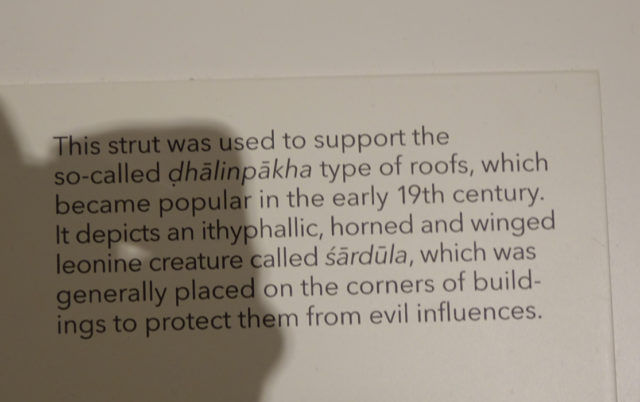 This strut was used to support the
so-called ḍhālinpākha type of roofs, which
became popular in the early 19th century.
It depicts an ithyphallic, horned and winged
leonine creature called śārdūla, which was
generally placed on the corners of build-
ings to protect them from evil influences.